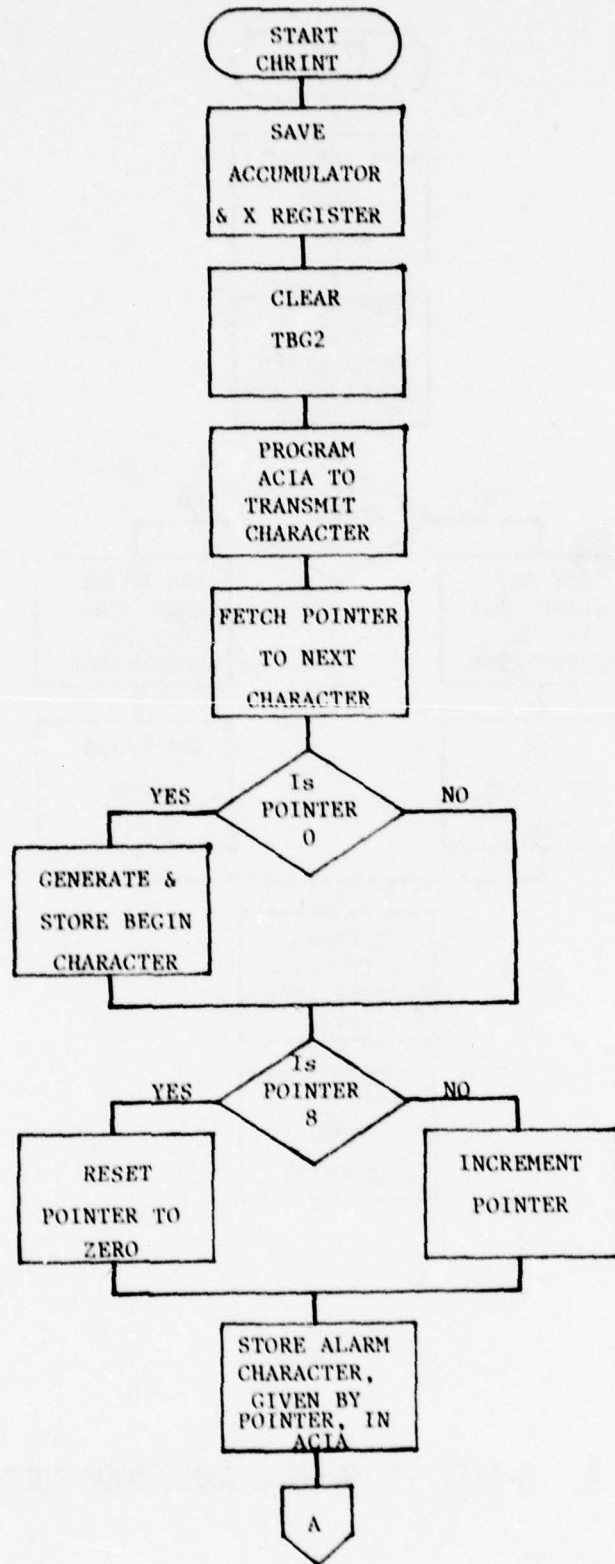 START
CHRINT
SAVE
ACCUMULATOR
& X REGISTER
CLEAR
TBG2
PROGRAM
ACIA TO
TRANSMIT
CHARACTER
FETCH POINTER
TO NEXT
CHARACTER
Is
POINTER
0
YES
NO
GENERATE &
STORE BEGIN
CHARACTER
Is
POINTER
8
YES
NO
RESET
POINTER TO
ZERO
INCREMENT
POINTER
STORE ALARM
CHARACTER,
GIVEN BY
POINTER, IN
ACIA
A